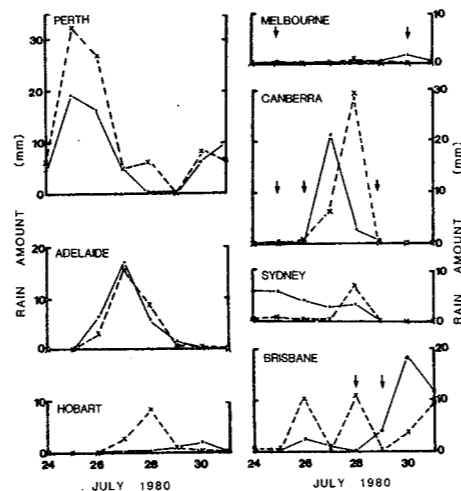 PERTH
30
20
10
0
(mm)
ADELAIDE
20
10
0
RAIN AMOUNT
HOBART
10
0
24 26 28 30
. JULY 1980
MELBOURNE
10
0
CANBERRA
30
20
10
0
(mm)
SYDNEY
10
0
RAIN AMOUNT
BRISBANE
20
10
0
24 26 28 30
JULY 1980